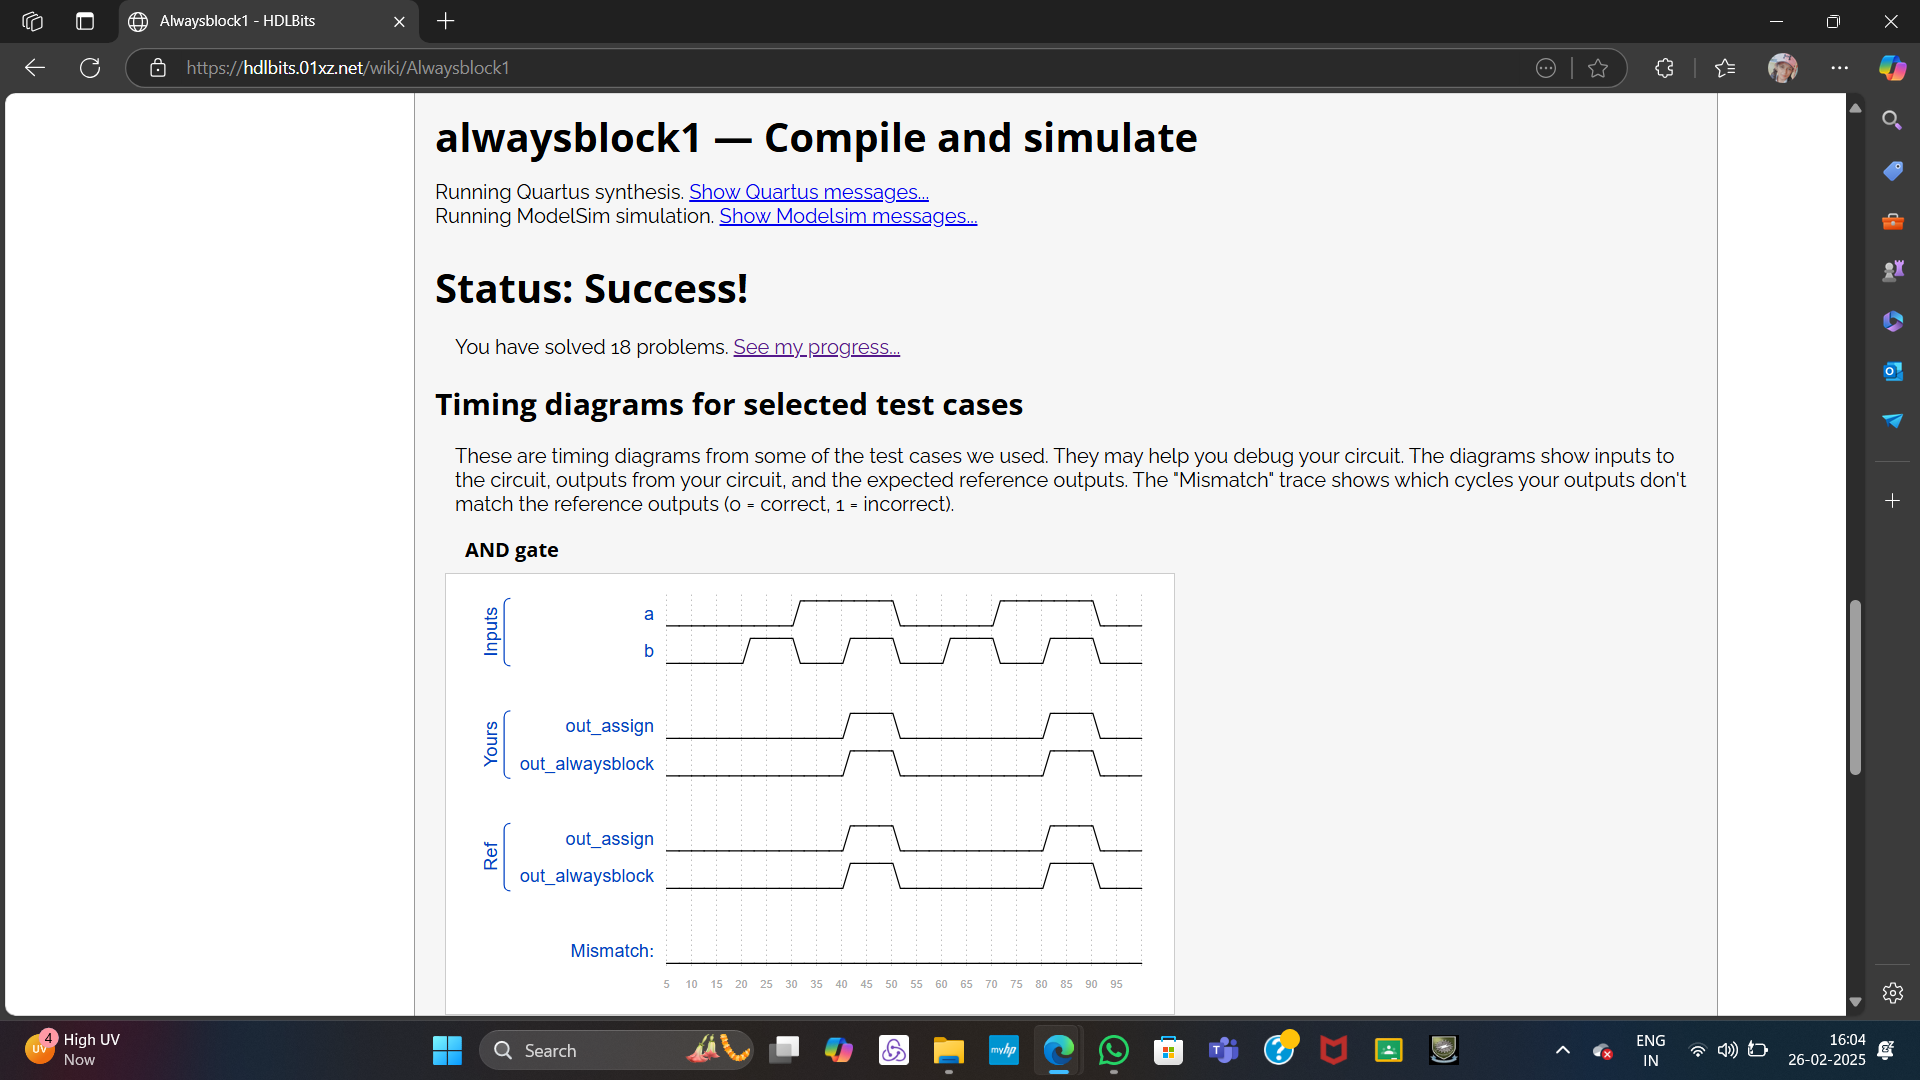 Alwaysblock1 - HDLBits
https://hdlbits.01xz.net/wiki/Alwaysblock1
alwaysblock1 — Compile and simulate
Running Quartus synthesis. Show Quartus messages...
Running ModelSim simulation. Show Modelsim messages...
Status: Success!
You have solved 18 problems. See my progress...
Timing diagrams for selected test cases
These are timing diagrams from some of the test cases we used. They may help you debug your circuit. The diagrams show inputs to
the circuit, outputs from your circuit, and the expected reference outputs. The "Mismatch" trace shows which cycles your outputs don't
match the reference outputs (0 = correct, 1 = incorrect).
AND gate
Inputs
a
b
Yours
out_assign
out_alwaysblock
Ref
out_assign
out_alwaysblock
Mismatch:
5 10 15 20 25 30 35 40 45 50 55 60 65 70 75 80 85 90 95
UV
4
High UV
Now
Search
myhp
ENG
IN
16:04
26-02-2025